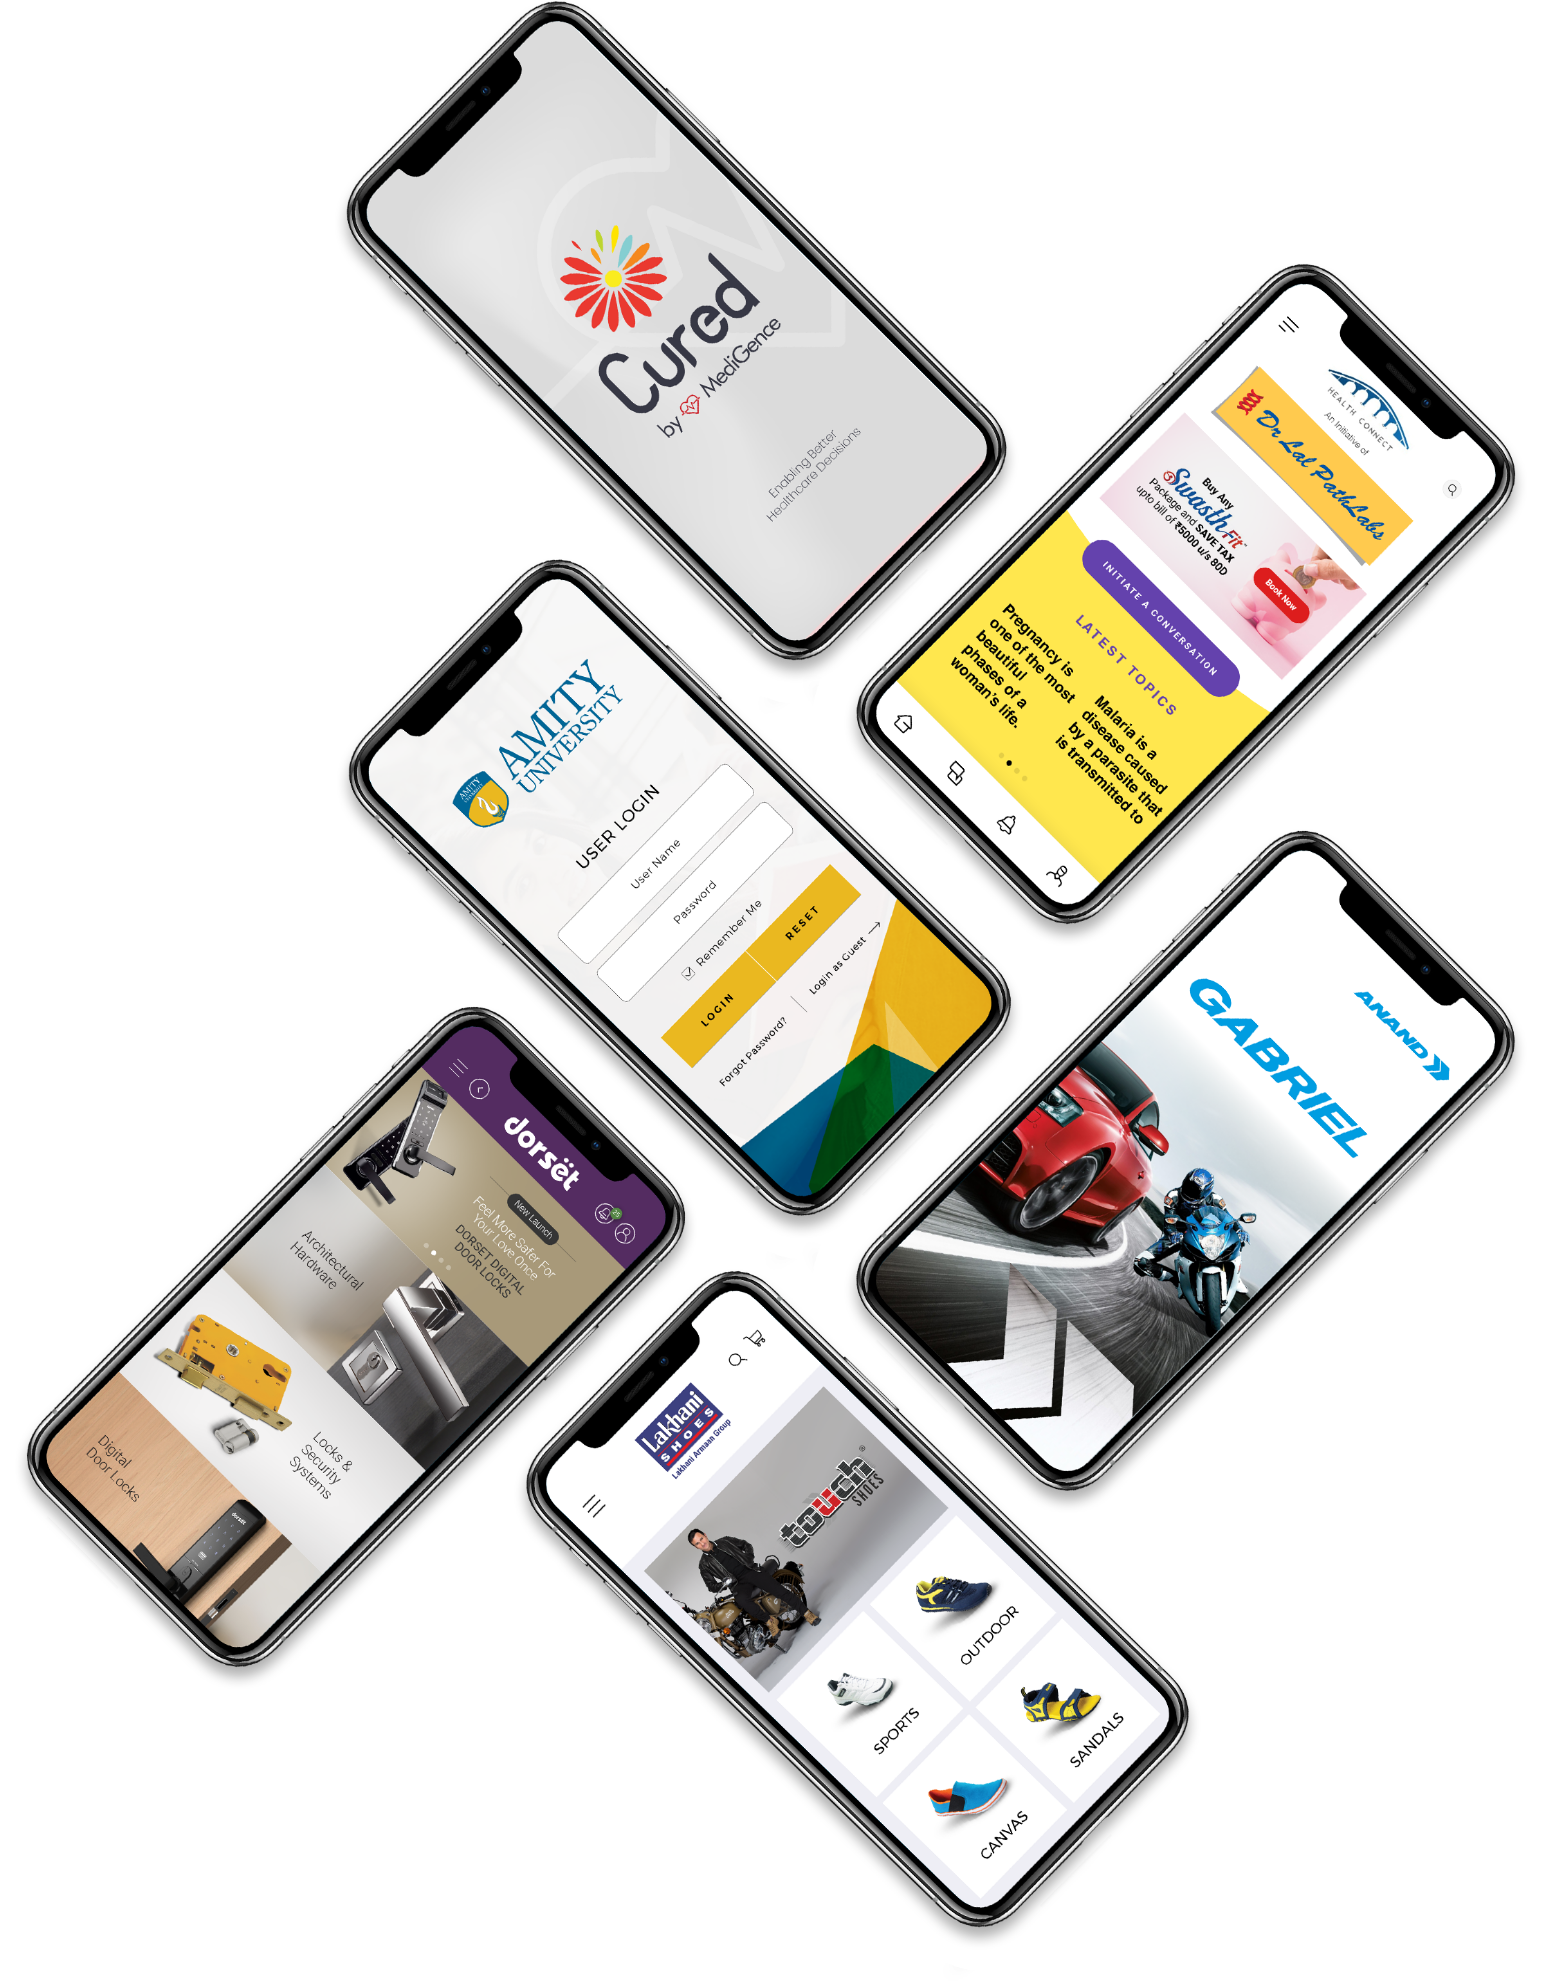 Cured
by MediGence
Enabling Better
Healthcare Decisions
HEALTH CONNECT
An Initiative of
Dr Lal PathLabs
Buy Any
SwasthFit
Package and SAVE TAX
upto bill of ₹5000 u/s 80D
Book Now
INITIATE A CONVERSATION
LATEST TOPICS
Pregnancy is
one of the most
beautiful
phases of a
woman's life.
Malaria is a
disease caused
by a parasite that
is transmitted to
AMITY
UNIVERSITY
AMITY
USER LOGIN
User Name
Password
Remember Me
LOGIN
RESET
Forgot Password?
Login as Guest
ANAND
GABRIEL
dorsët
New Launch
Feel More Safer For
Your Love Once
DORSET DIGITAL
DOOR LOCKS
Architectural
Hardware
Locks &
Security
Systems
Digital
Door Locks
dorsët
Lakhani
SHOES
Lakhani Armaan Group
touch
SHOES
OUTDOOR
SPORTS
SANDALS
CANVAS